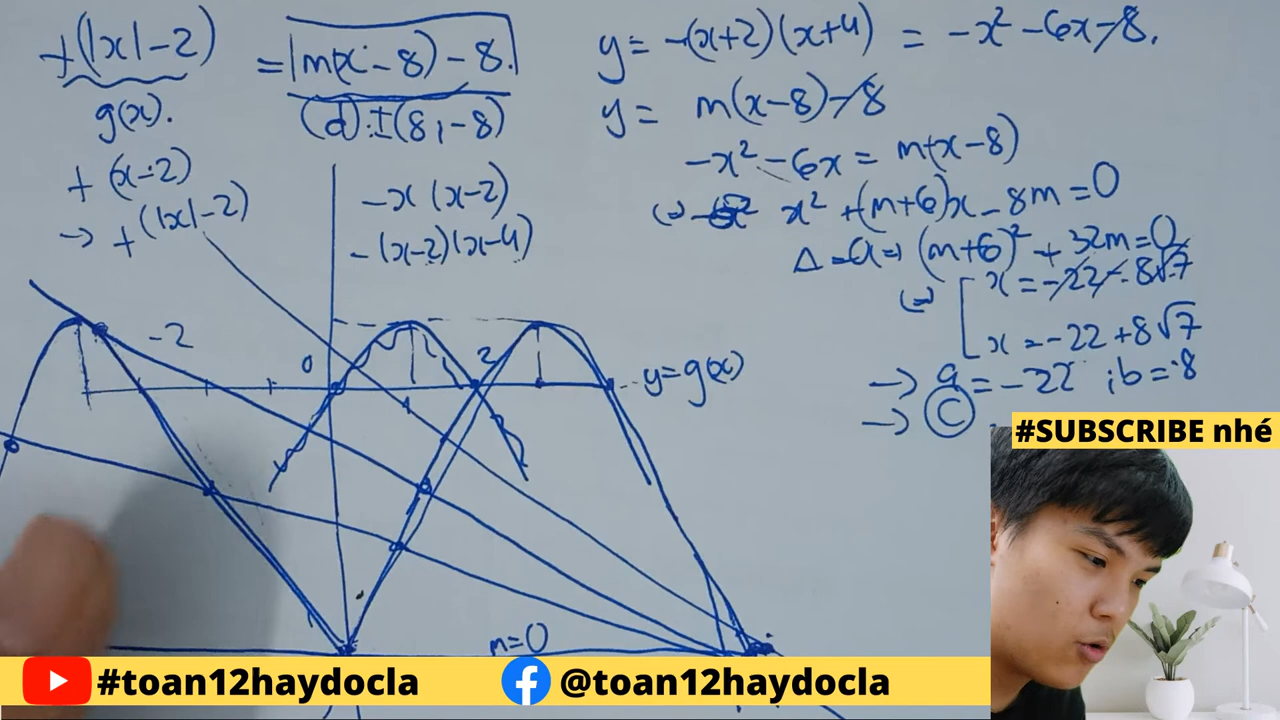 +(|x|-2) = |m(x-8)-8|
g(x). (d): I(8,-8)
+(x-2)
→ +(|x|-2)
-x(x-2)
-(x-2)(x-4)
y = -(x+2)(x+4) = -x² - 6x - 8.
y = m(x-8) - 8
-x² - 6x = m(x-8)
(=) x² + (m+6)x - 8m = 0
Δ = 0 => (m+6)² + 32m = 0
(=) [ x = -22 - 8√7
x = -22 + 8√7
→ a = -22 ; b = 8
→ C
-2
0
2
1
y = g(x)
m=0
#SUBSCRIBE nhé
#toan12haydocla
@toan12haydocla